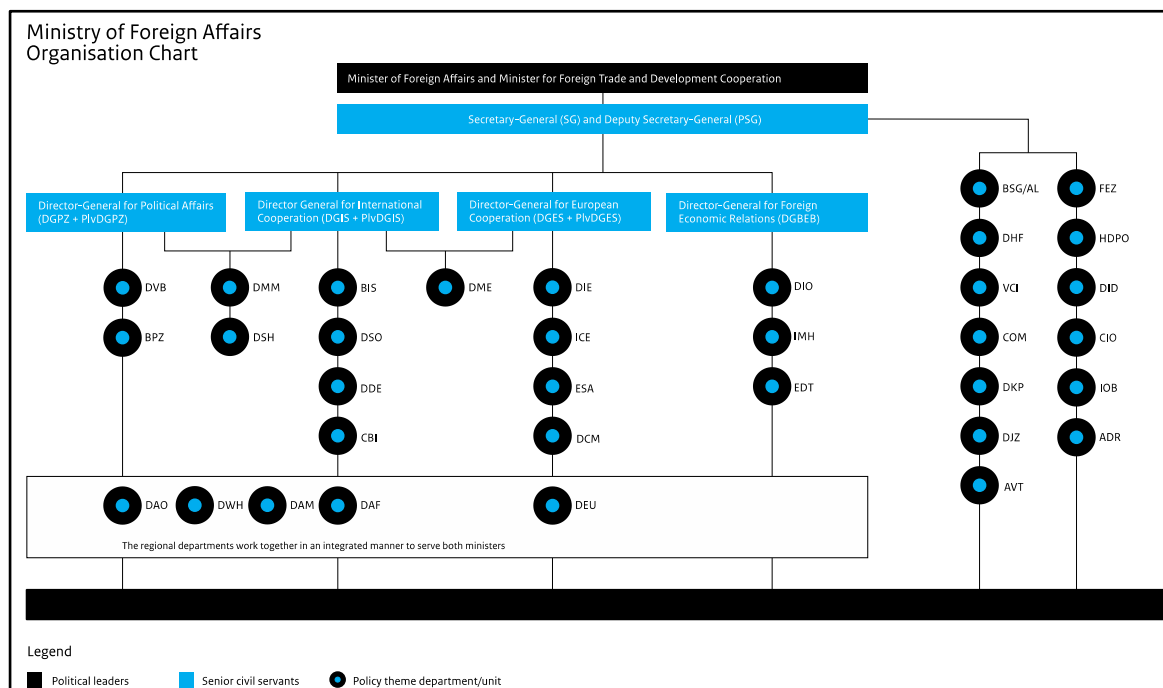 Ministry of Foreign Affairs
Organisation Chart
Minister of Foreign Affairs and Minister for Foreign Trade and Development Cooperation
Secretary-General (SG) and Deputy Secretary-General (PSG)
Director-General for Political Affairs
(DGPZ + PlvDGPZ)
Director General for International
Cooperation (DGIS + PlvDGIS)
Director-General for European
Cooperation (DGES + PlvDGES)
Director-General for Foreign
Economic Relations (DGBEB)
BSG/AL
FEZ
DHF
HDPO
DVB
DMM
BIS
DME
DIE
DIO
VCI
DID
BPZ
DSH
DSO
ICE
IMH
COM
CIO
DDE
ESA
EDT
DKP
IOB
CBI
DCM
DJZ
ADR
AVT
DAO
DWH
DAM
DAF
DEU
The regional departments work together in an integrated manner to serve both ministers
Legend
Political leaders
Senior civil servants
Policy theme department/unit